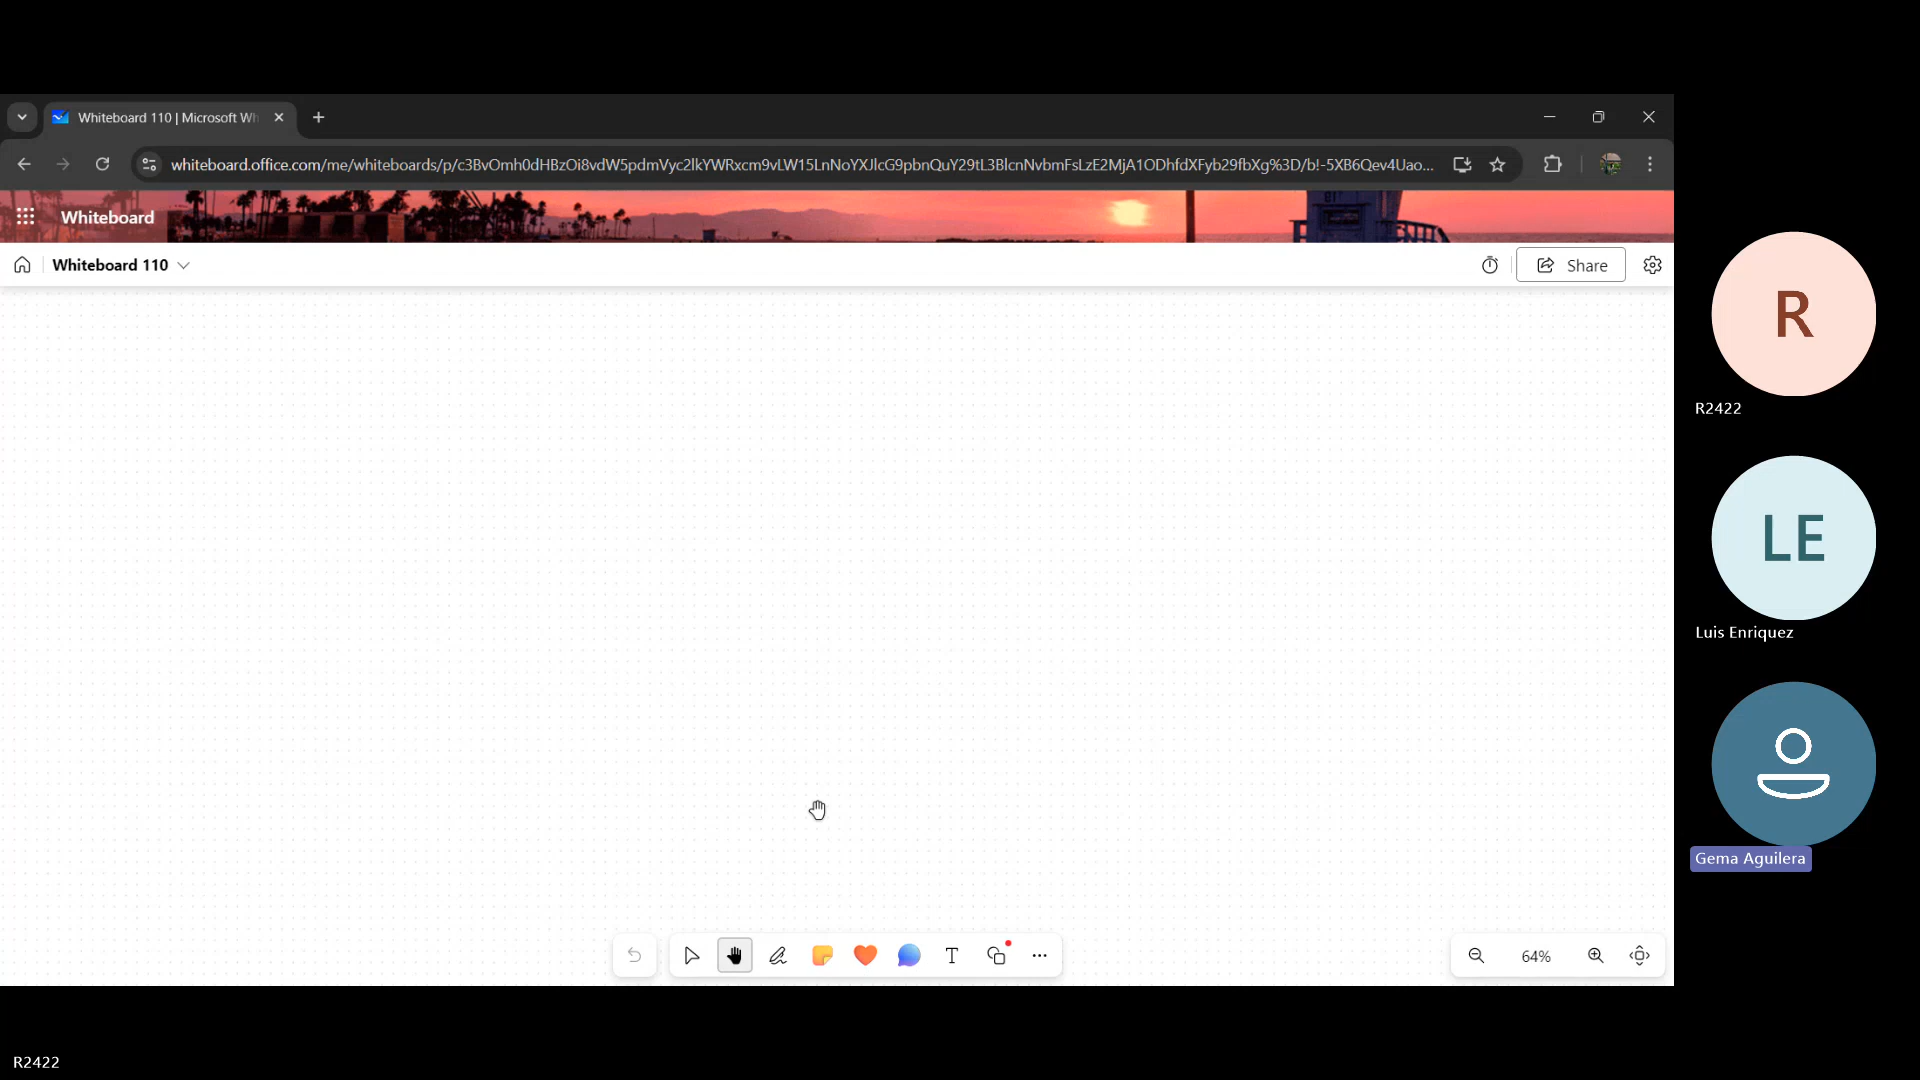 Whiteboard 110 | Microsoft Wh
whiteboard.office.com/me/whiteboards/p/c3BvOmh0dHBzOi8vdW5pdmVyc2lkYWRxcm9vLW15LnNoYXJlcG9pbnQuY29tL3BlcnNvbmFsLzE2MjA1ODhfdXFyb29fbXg%3D/b!-5XB6Qev4Uao...
Whiteboard
Whiteboard 110
Share
R
R2422
LE
Luis Enriquez
Gema Aguilera
T
64%
R2422